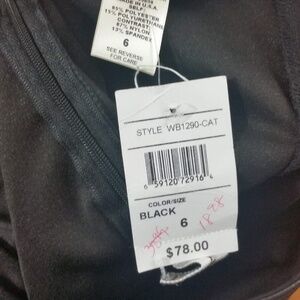 MADE IN U.S.A.
SELF:
85% POLYESTER
15% POLYURETHANE
CONTRAST:
87% NYLON
13% SPANDEX
6
SEE REVERSE
FOR CARE
STYLE WB1290-CAT
6 59120 72916 4
COLOR/SIZE
BLACK 6
$78.00